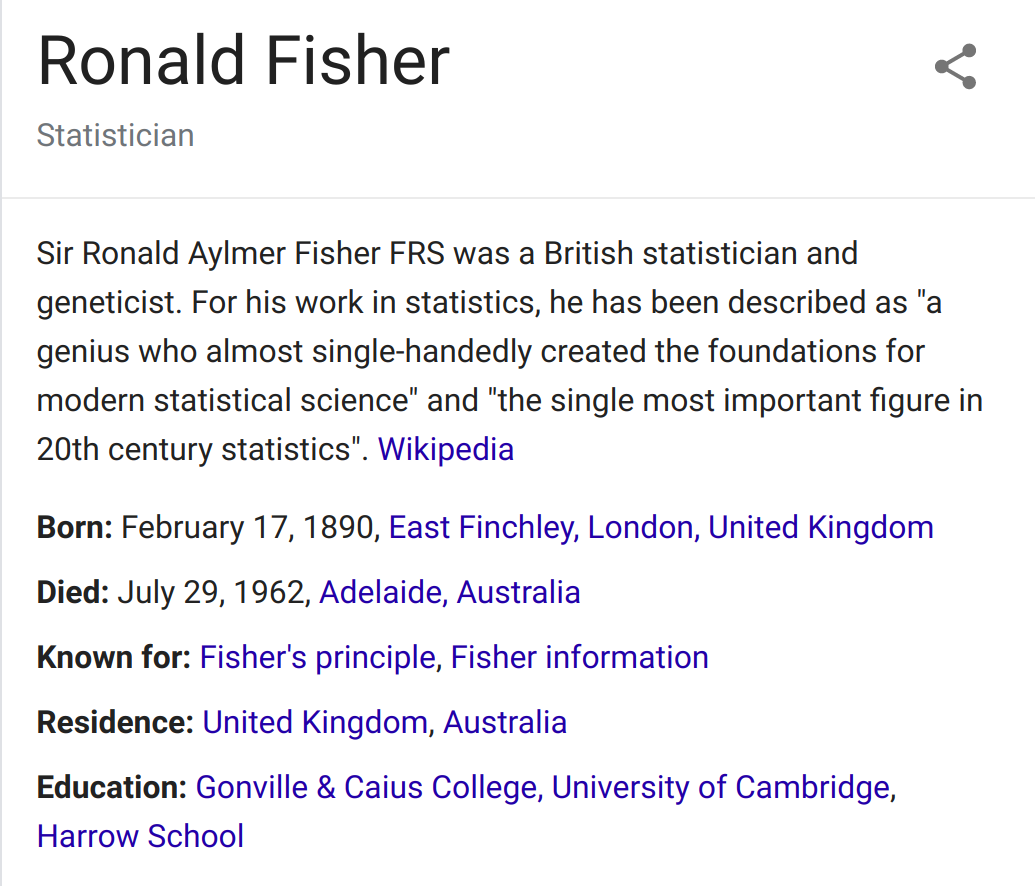 Ronald Fisher
Statistician
Sir Ronald Aylmer Fisher FRS was a British statistician and
geneticist. For his work in statistics, he has been described as "a
genius who almost single-handedly created the foundations for
modern statistical science" and "the single most important figure in
20th century statistics". Wikipedia
Born: February 17, 1890, East Finchley, London, United Kingdom
Died: July 29, 1962, Adelaide, Australia
Known for: Fisher's principle, Fisher information
Residence: United Kingdom, Australia
Education: Gonville & Caius College, University of Cambridge,
Harrow School